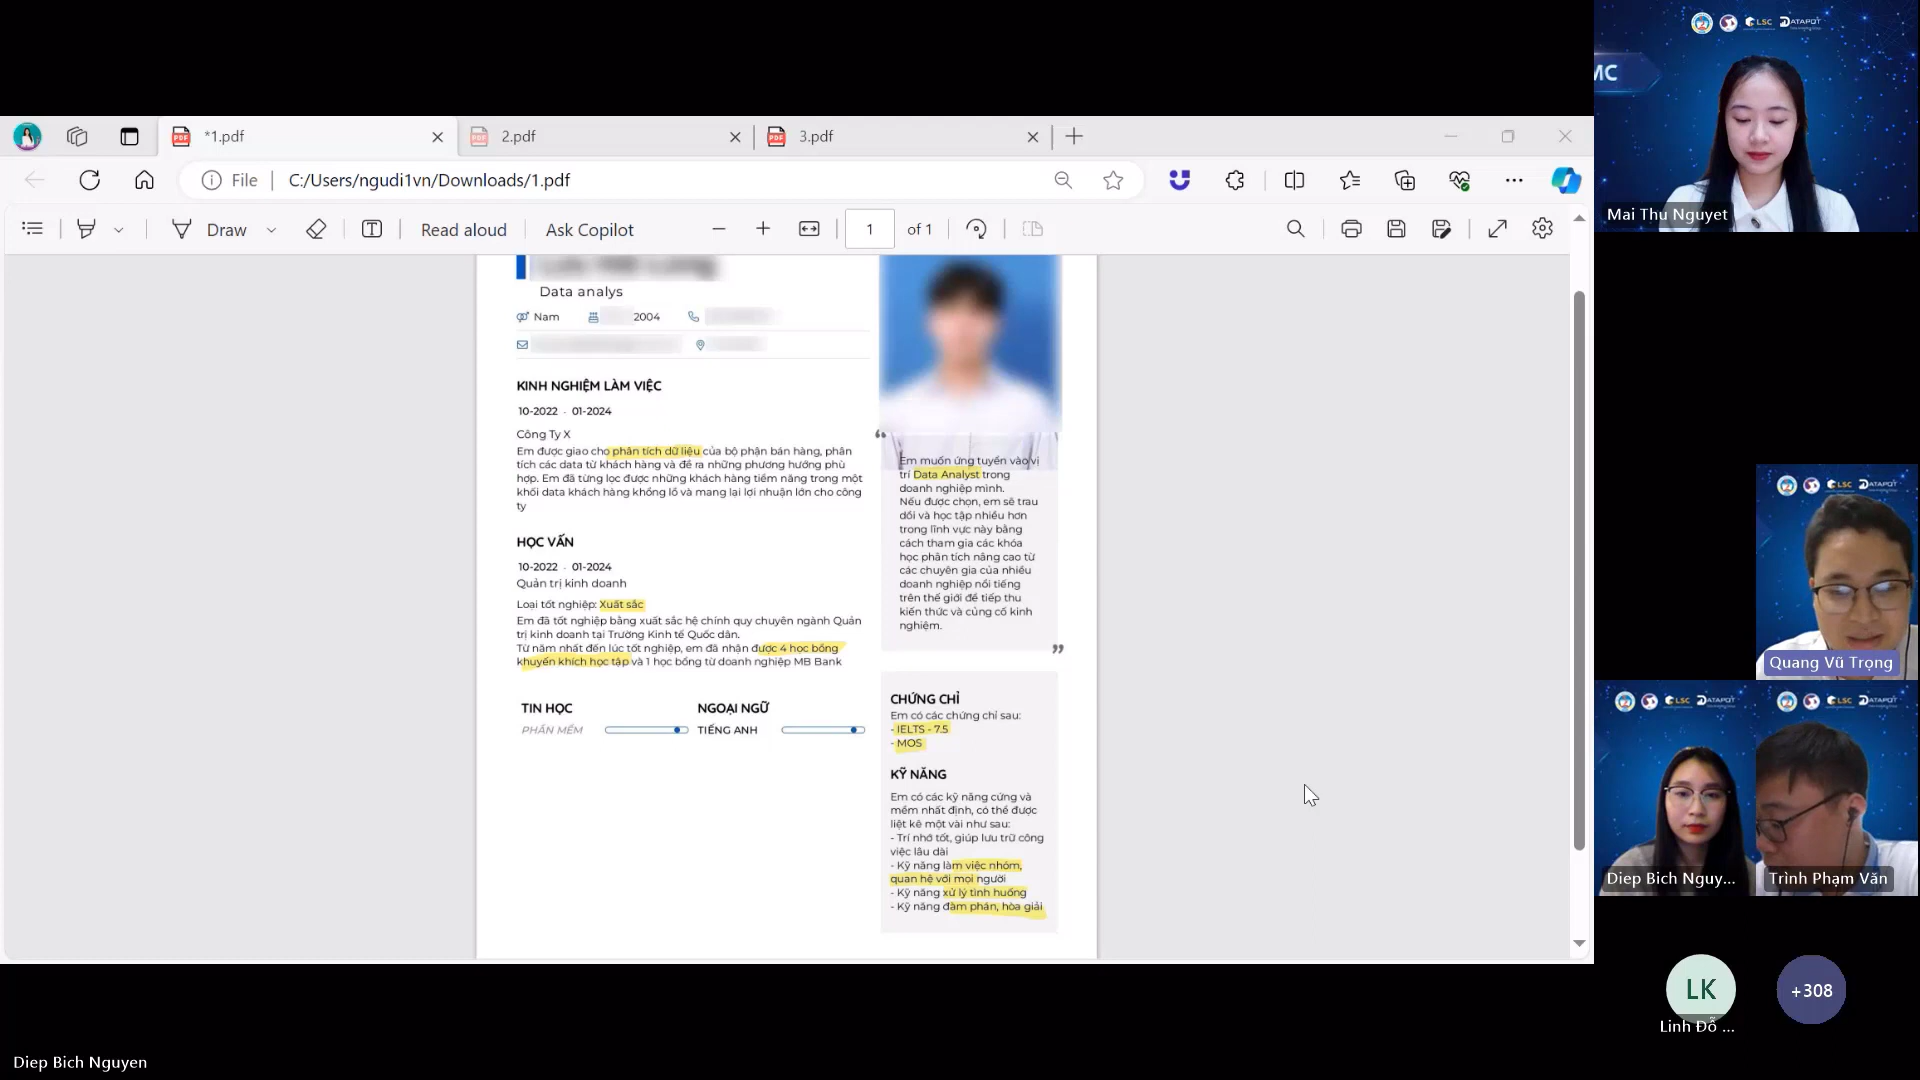 *1.pdf
2.pdf
3.pdf
File
C:/Users/ngudi1vn/Downloads/1.pdf
Draw
Read aloud
Ask Copilot
1
of 1
Data analys
Nam
2004
KINH NGHIỆM LÀM VIỆC
10-2022 - 01-2024
Công Ty X
Em được giao cho phân tích dữ liệu của bộ phận bán hàng, phân
tích các data từ khách hàng và đề ra những phương hướng phù
hợp. Em đã từng lọc được những khách hàng tiềm năng trong một
khối data khách hàng khổng lồ và mang lại lợi nhuận lớn cho công
ty
HỌC VẤN
10-2022 - 01-2024
Quản trị kinh doanh
Loại tốt nghiệp: Xuất sắc
Em đã tốt nghiệp bằng xuất sắc hệ chính quy chuyên ngành Quản
trị kinh doanh tại Trường Kinh tế Quốc dân.
Từ năm nhất đến lúc tốt nghiệp, em đã nhận được 4 học bổng
khuyến khích học tập và 1 học bổng từ doanh nghiệp MB Bank
TIN HỌC
PHẦN MỀM
NGOẠI NGỮ
TIẾNG ANH
“
Em muốn ứng tuyển vào vị
trí Data Analyst trong
doanh nghiệp mình.
Nếu được chọn, em sẽ trau
dồi và học tập nhiều hơn
trong lĩnh vực này bằng
cách tham gia các khóa
học phân tích nâng cao từ
các chuyên gia của nhiều
doanh nghiệp nổi tiếng
trên thế giới để tiếp thu
kiến thức và củng cố kinh
nghiệm.
”
CHỨNG CHỈ
Em có các chứng chỉ sau:
- IELTS - 7.5
- MOS
KỸ NĂNG
Em có các kỹ năng cứng và
mềm nhất định, có thể được
liệt kê một vài như sau:
- Trí nhớ tốt, giúp lưu trữ công
việc lâu dài
- Kỹ năng làm việc nhóm,
quan hệ với mọi người
- Kỹ năng xử lý tình huống
- Kỹ năng đàm phán, hòa giải
LSC DATAPOT
MC
Mai Thu Nguyet
LSC DATAPOT
Quang Vũ Trọng
LSC DATAPOT
Diep Bich Nguy...
LSC DATAPOT
Trình Phạm Văn
LK
Linh Đỗ ...
+308
Diep Bich Nguyen